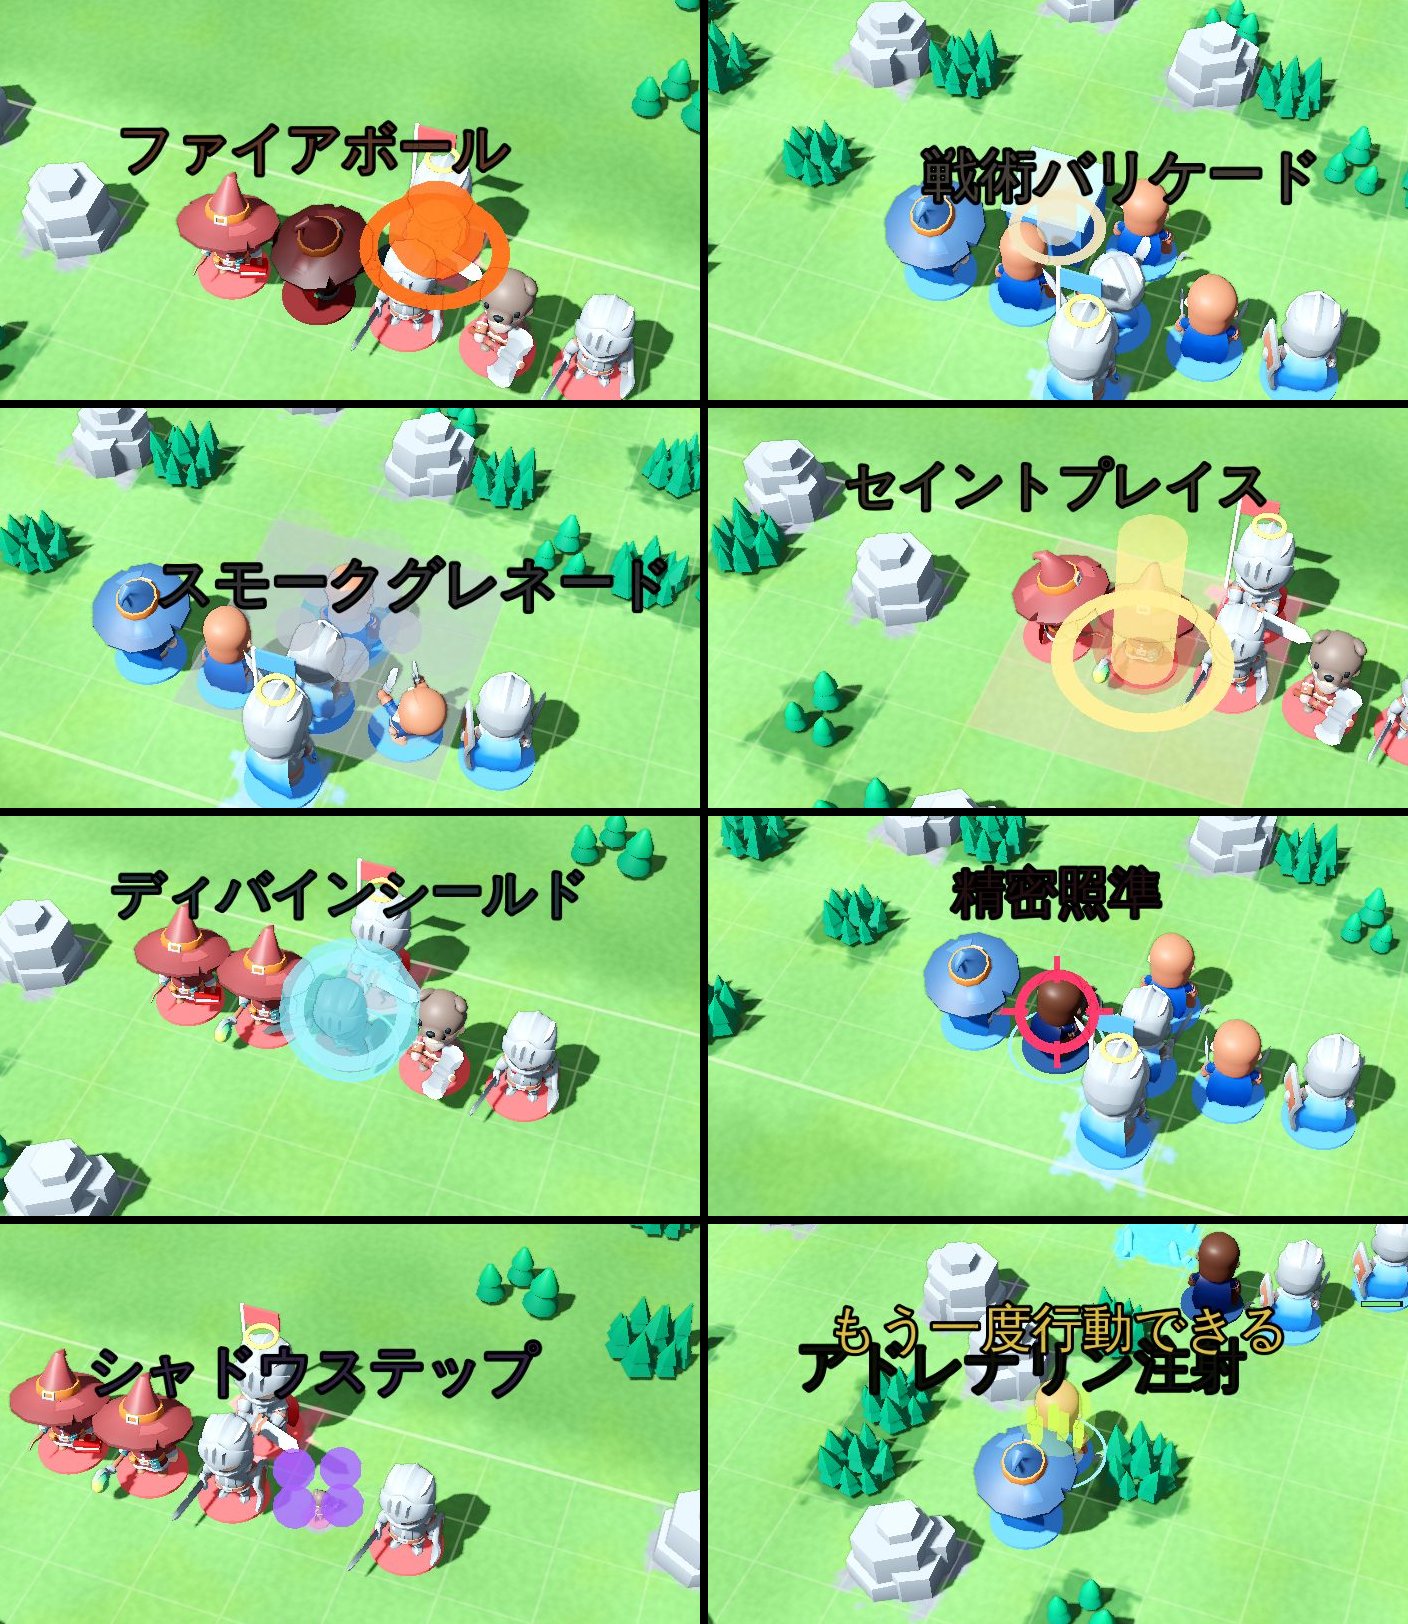 ファイアボール
戦術バリケード
スモークグレネード
セイントプレイス
ディバインシールド
精密照準
シャドウステップ
もう一度行動できる
アドレナリン注射